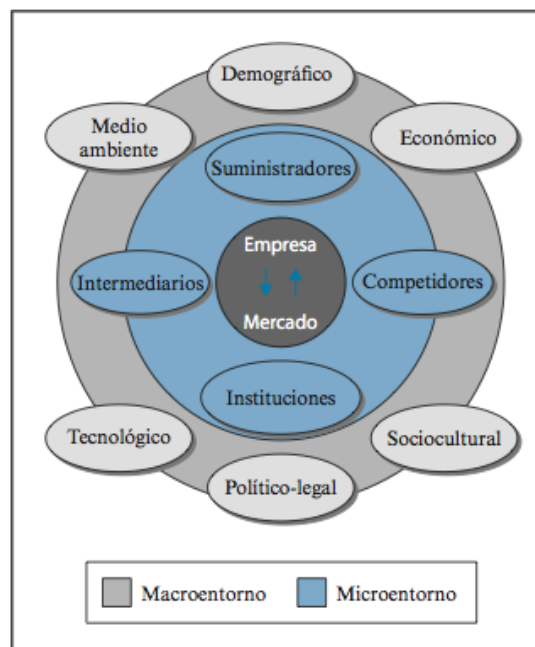 Demográfico
Medio
ambiente
Económico
Suministradores
Empresa
Intermediarios
Competidores
Mercado
Instituciones
Tecnológico
Sociocultural
Político-legal
Macroentorno
Microentorno